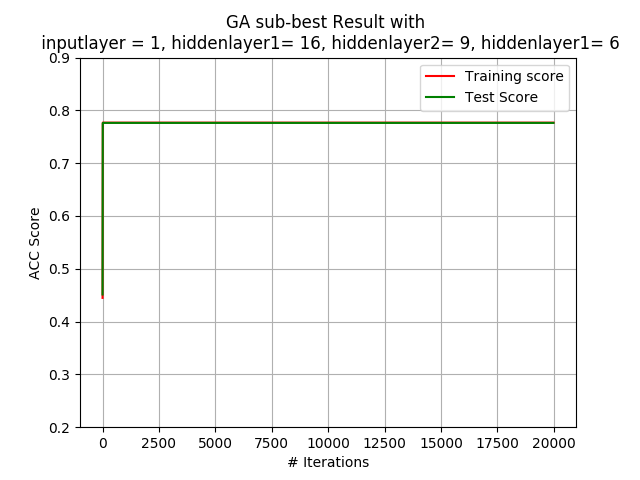 GA sub-best Result with
inputlayer = 1, hiddenlayer1= 16, hiddenlayer2= 9, hiddenlayer1= 6
Training score
Test Score
0.9
0.8
0.7
0.6
0.5
0.4
0.3
0.2
ACC Score
0 2500 5000 7500 10000 12500 15000 17500 20000
# Iterations